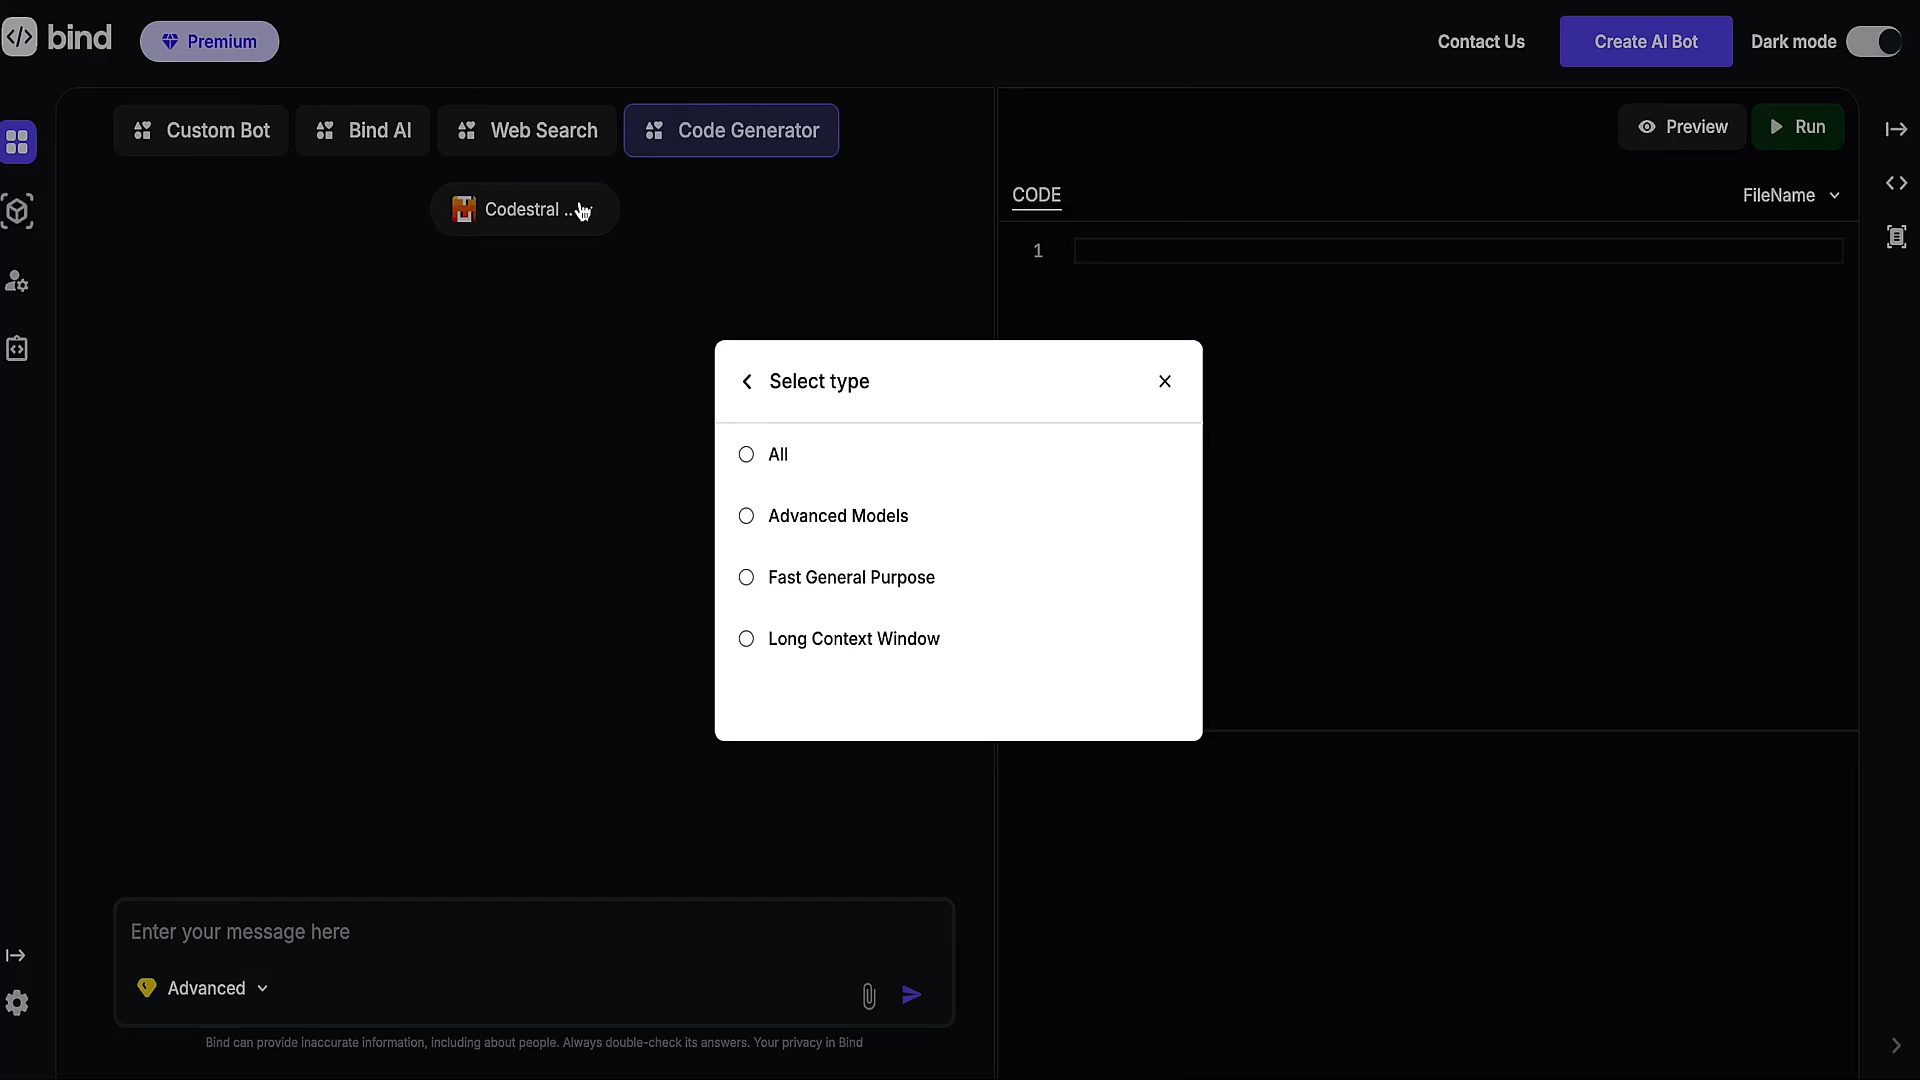 bind
Premium
Contact Us
Create AI Bot
Dark mode
Custom Bot
Bind AI
Web Search
Code Generator
Preview
Run
Codestral ...
CODE
FileName
1
Select type
All
Advanced Models
Fast General Purpose
Long Context Window
Enter your message here
Advanced
Bind can provide inaccurate information, including about people. Always double-check its answers. Your privacy in Bind